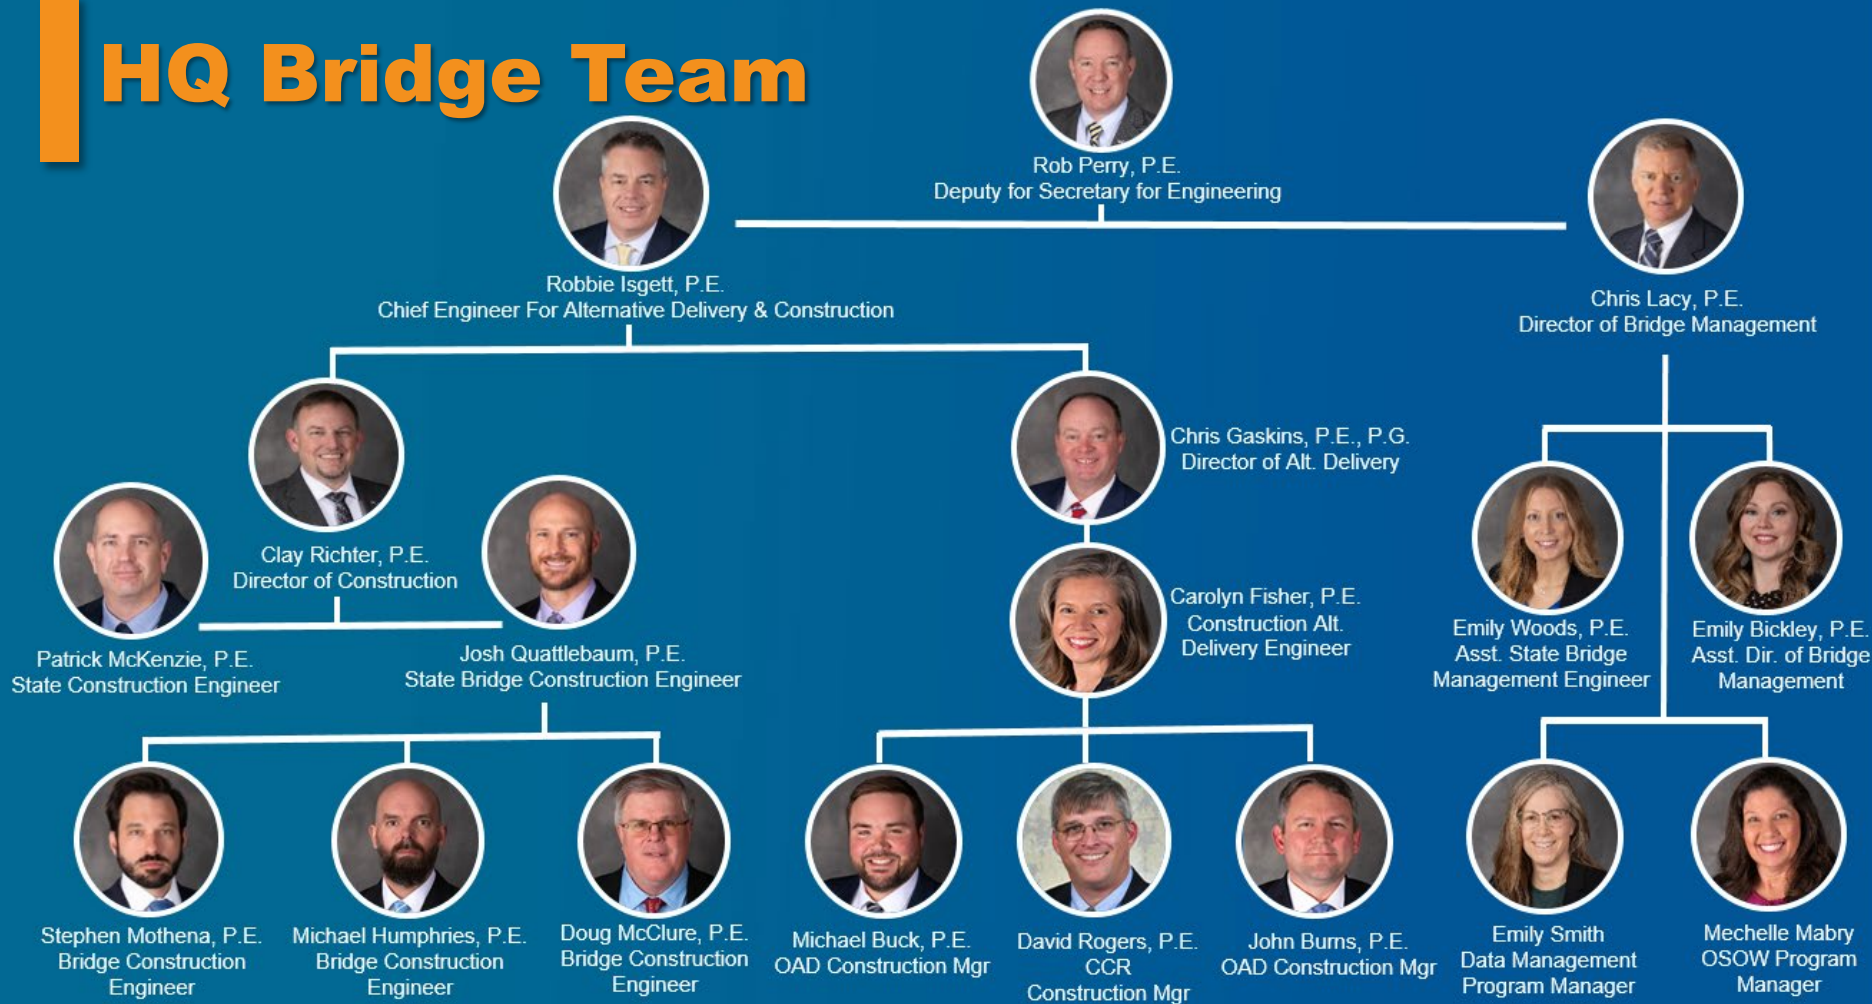 HQ Bridge Team
Rob Perry, P.E.
Deputy for Secretary for Engineering
Robbie Isgett, P.E.
Chief Engineer For Alternative Delivery & Construction
Chris Lacy, P.E.
Director of Bridge Management
Clay Richter, P.E.
Director of Construction
Chris Gaskins, P.E., P.G.
Director of Alt. Delivery
Patrick McKenzie, P.E.
State Construction Engineer
Josh Quattlebaum, P.E.
State Bridge Construction Engineer
Carolyn Fisher, P.E.
Construction Alt.
Delivery Engineer
Emily Woods, P.E.
Asst. State Bridge
Management Engineer
Emily Bickley, P.E.
Asst. Dir. of Bridge
Management
Stephen Mothena, P.E.
Bridge Construction
Engineer
Michael Humphries, P.E.
Bridge Construction
Engineer
Doug McClure, P.E.
Bridge Construction
Engineer
Michael Buck, P.E.
OAD Construction Mgr
David Rogers, P.E.
CCR
Construction Mgr
John Burns, P.E.
OAD Construction Mgr
Emily Smith
Data Management
Program Manager
Mechelle Mabry
OSOW Program
Manager